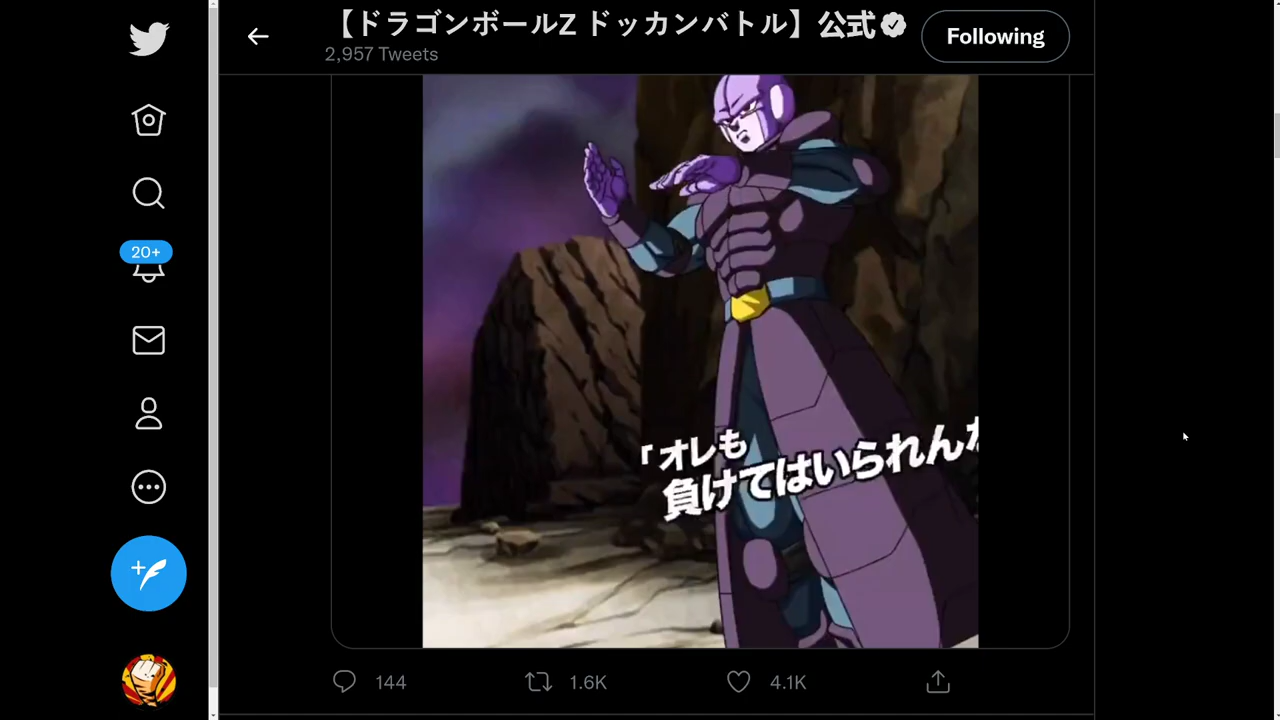 【ドラゴンボールZ ドッカンバトル】公式
2,957 Tweets
Following
20+
「オレも
負けてはいられん
144
1.6K
4.1K